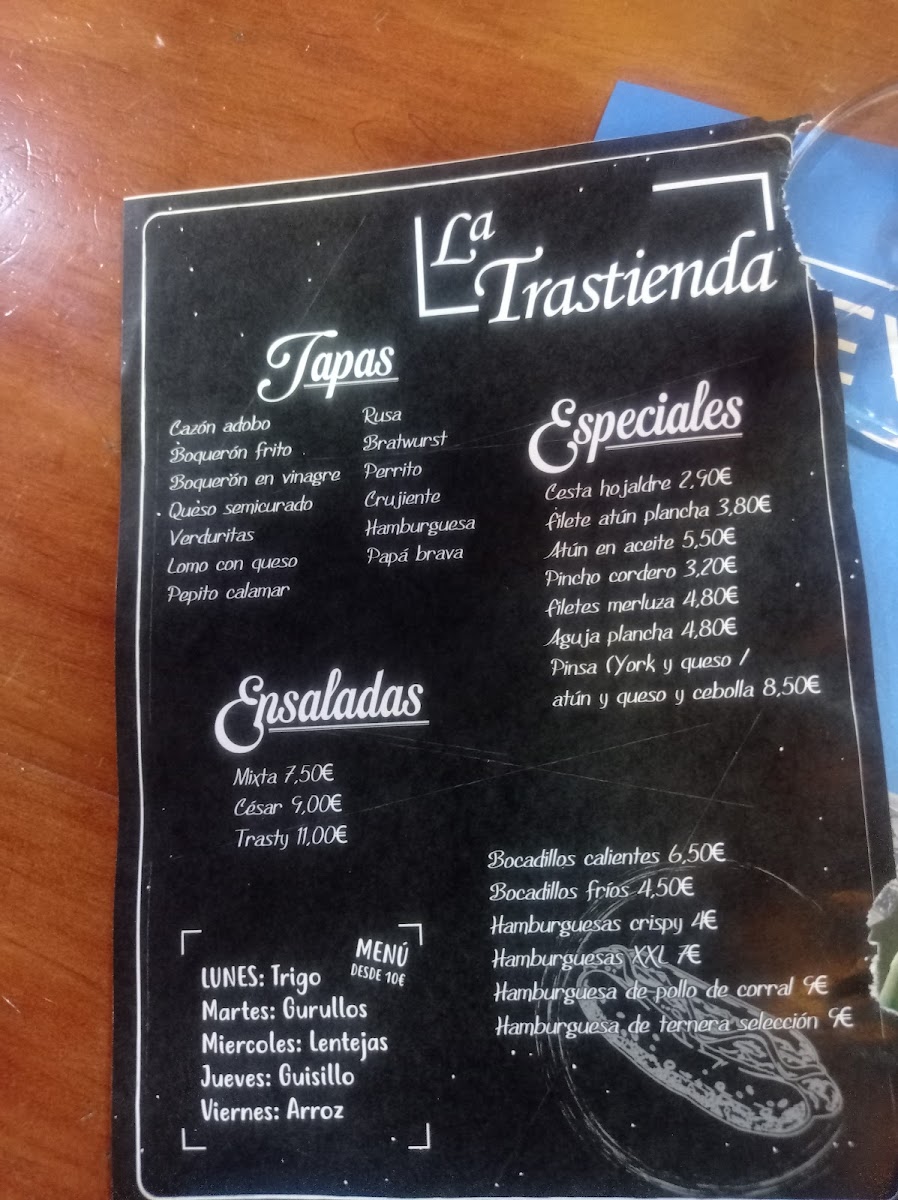 La
Trastienda
Tapas
Cazón adobo
Boquerón frito
Boquerón en vinagre
Queso semicurado
Verduritas
Lomo con queso
Pepito calamar
Rusa
Bratwurst
Perrito
Crujiente
Hamburguesa
Papá brava
Especiales
Cesta hojaldre 2,90€
filete atún plancha 3,80€
Atún en aceite 5,50€
Pincho cordero 3,20€
filetes merluza 4,80€
Aguja plancha 4,80€
Pinsa (York y queso /
atún y queso y cebolla 8,50€
Ensaladas
Mixta 7,50€
César 9,00€
Trasty 11,00€
Bocadillos calientes 6,50€
Bocadillos fríos 4,50€
Hamburguesas crispy 4€
Hamburguesas XXL 7€
Hamburguesa de pollo de corral 9€
Hamburguesa de ternera selección 9€
MENÚ
DESDE 10€
LUNES: Trigo
Martes: Gurullos
Miercoles: Lentejas
Jueves: Guisillo
Viernes: Arroz